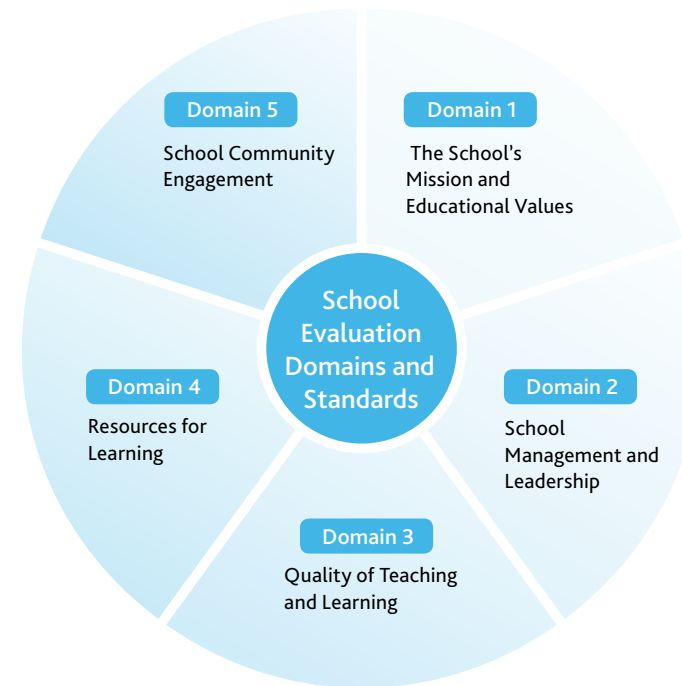 School
Evaluation
Domains and
Standards
Domain 1
The School’s
Mission and
Educational Values
Domain 2
School
Management and
Leadership
Domain 3
Quality of Teaching
and Learning
Domain 4
Resources for
Learning
Domain 5
School Community
Engagement